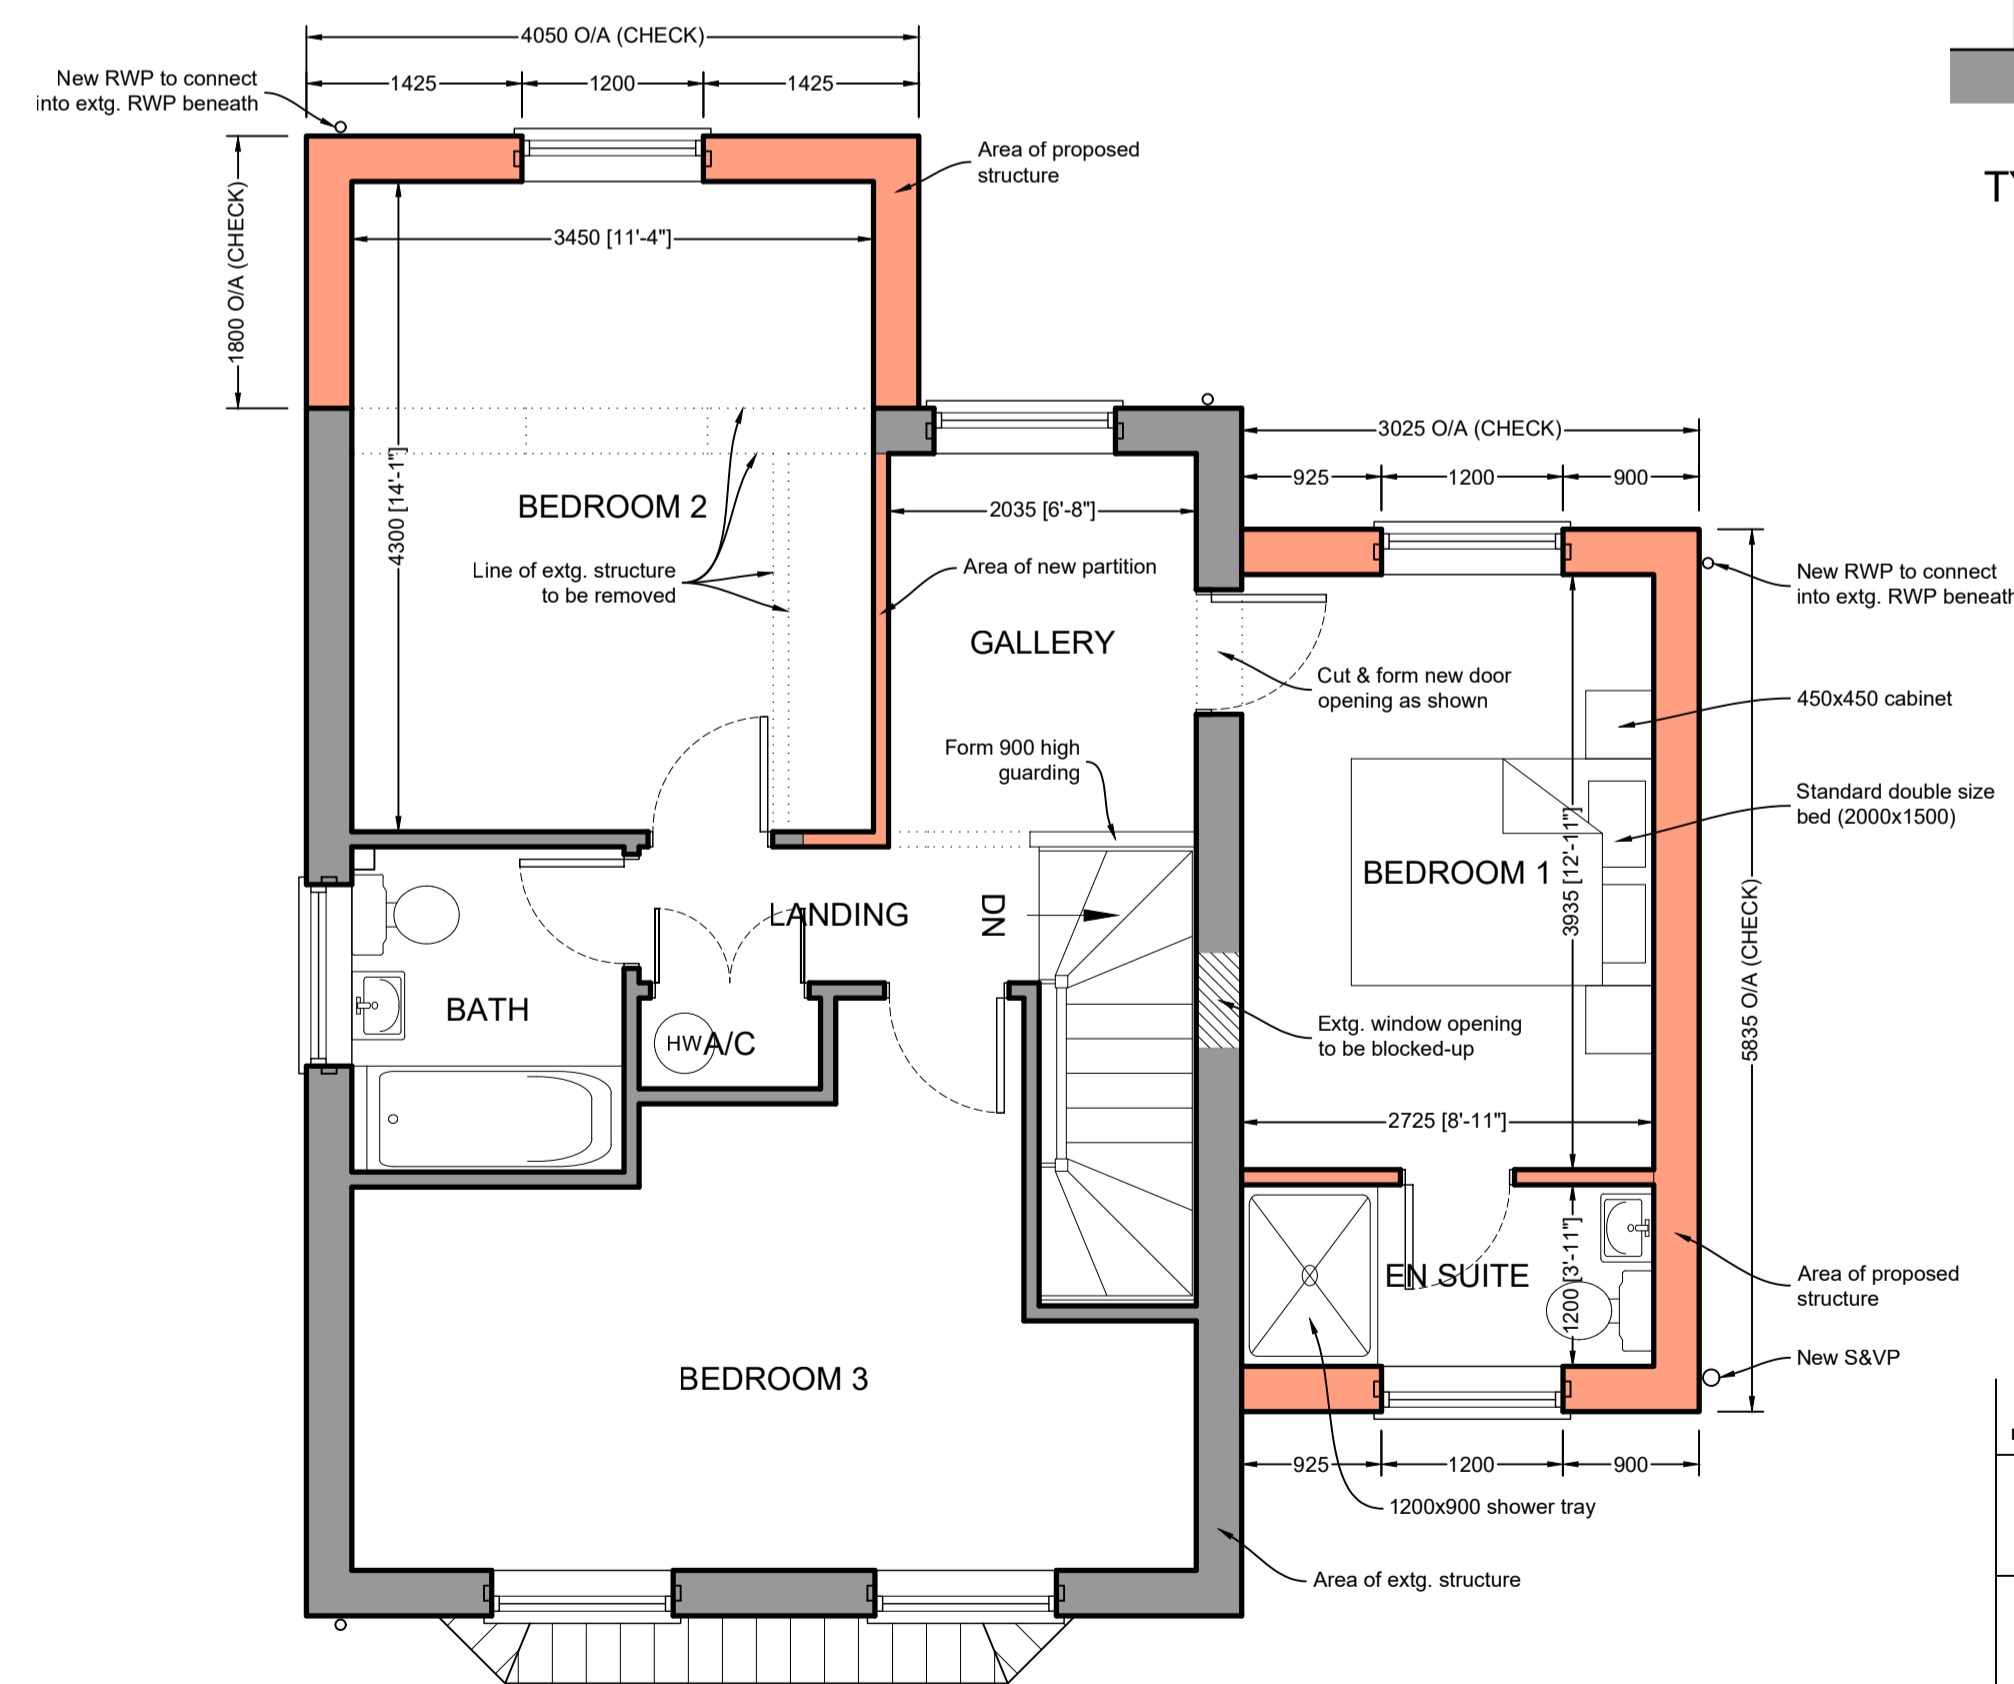 4050 O/A (CHECK)
1425
1200
1425
New RWP to connect
into extg. RWP beneath
1800 O/A (CHECK)
Area of proposed
structure
3450 [11'-4"]
4300 [14'-1"]
BEDROOM 2
Line of extg. structure
to be removed
2035 [6'-8"]
Area of new partition
GALLERY
Form 900 high
guarding
3025 O/A (CHECK)
925
1200
900
New RWP to connect
into extg. RWP beneath
Cut & form new door
opening as shown
450x450 cabinet
Standard double size
bed (2000x1500)
BEDROOM 1
3935 [12'-11"]
5835 O/A (CHECK)
LANDING
DN
BATH
HW
A/C
Extg. window opening
to be blocked-up
2725 [8'-11"]
EN SUITE
1200 [3'-11"]
Area of proposed
structure
New S&VP
BEDROOM 3
925
1200
900
1200x900 shower tray
Area of extg. structure